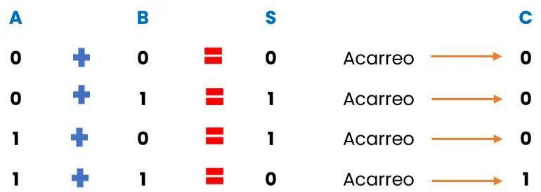 A B S C
0 + 0 = 0 Acarreo → 0
0 + 1 = 1 Acarreo → 0
1 + 0 = 1 Acarreo → 0
1 + 1 = 0 Acarreo → 1